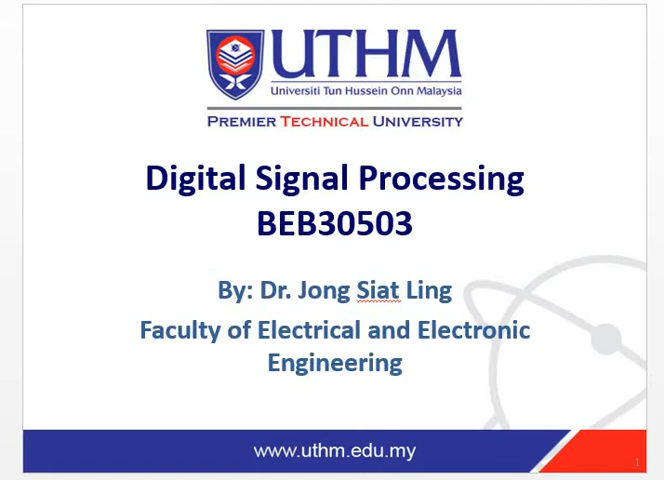 UTHM
Universiti Tun Hussein Onn Malaysia
PREMIER TECHNICAL UNIVERSITY
Digital Signal Processing
BEB30503
By: Dr. Jong Siat Ling
Faculty of Electrical and Electronic
Engineering
www.uthm.edu.my
1